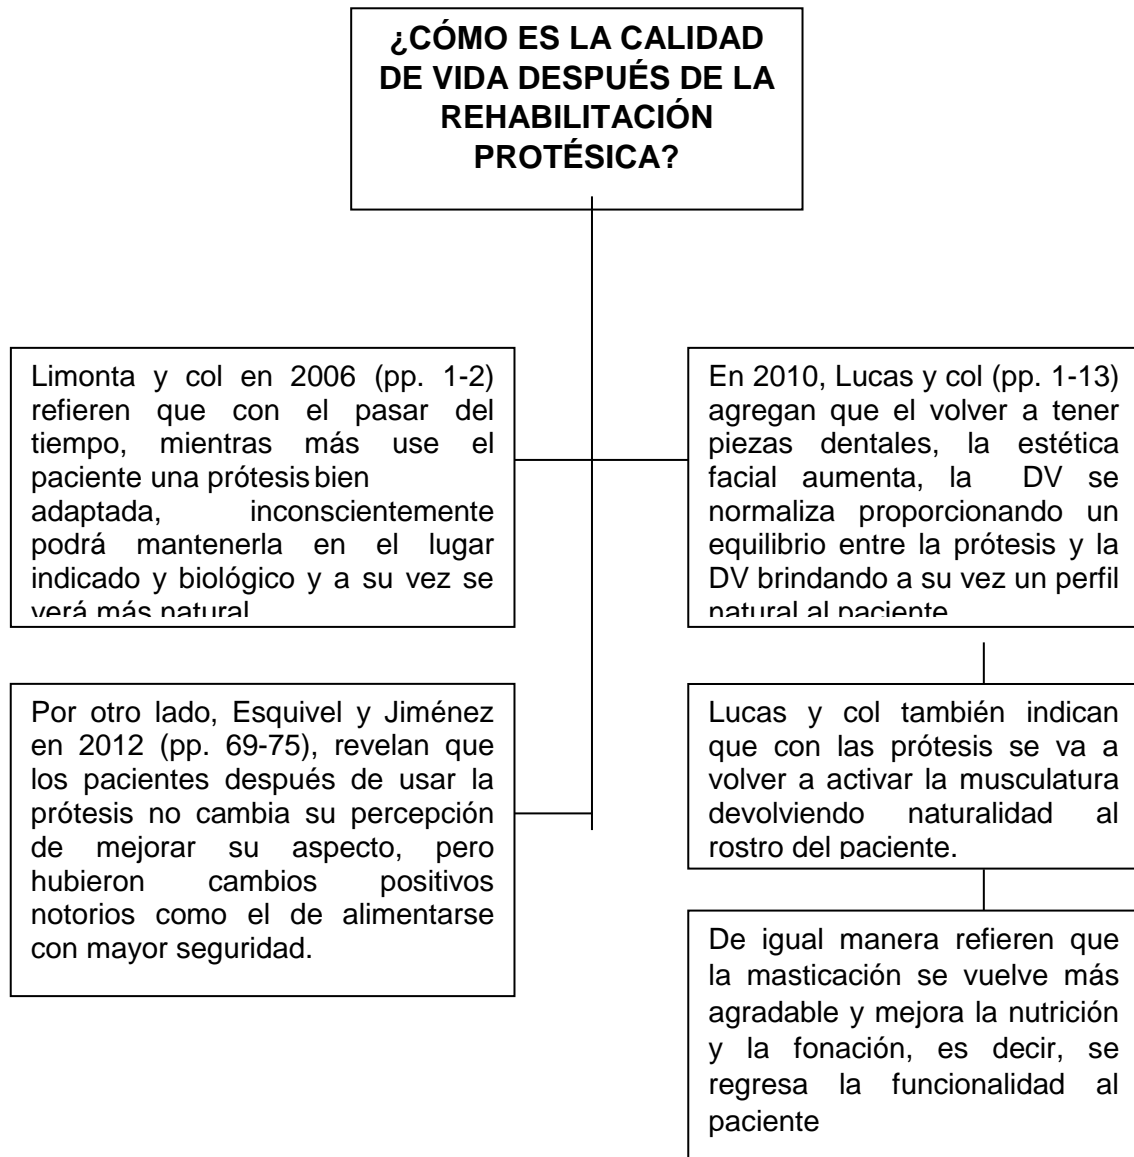 ¿CÓMO ES LA CALIDAD
DE VIDA DESPUÉS DE LA
REHABILITACIÓN
PROTÉSICA?
Limonta y col en 2006 (pp. 1-2)
refieren que con el pasar del
tiempo, mientras más use el
paciente una prótesis bien
adaptada, inconscientemente
podrá mantenerla en el lugar
indicado y biológico y a su vez se
verá más natural
Por otro lado, Esquivel y Jiménez
en 2012 (pp. 69-75), revelan que
los pacientes después de usar la
prótesis no cambia su percepción
de mejorar su aspecto, pero
hubieron cambios positivos
notorios como el de alimentarse
con mayor seguridad.
En 2010, Lucas y col (pp. 1-13)
agregan que el volver a tener
piezas dentales, la estética
facial aumenta, la DV se
normaliza proporcionando un
equilibrio entre la prótesis y la
DV brindando a su vez un perfil
natural al paciente
Lucas y col también indican
que con las prótesis se va a
volver a activar la musculatura
devolviendo naturalidad al
rostro del paciente.
De igual manera refieren que
la masticación se vuelve más
agradable y mejora la nutrición
y la fonación, es decir, se
regresa la funcionalidad al
paciente